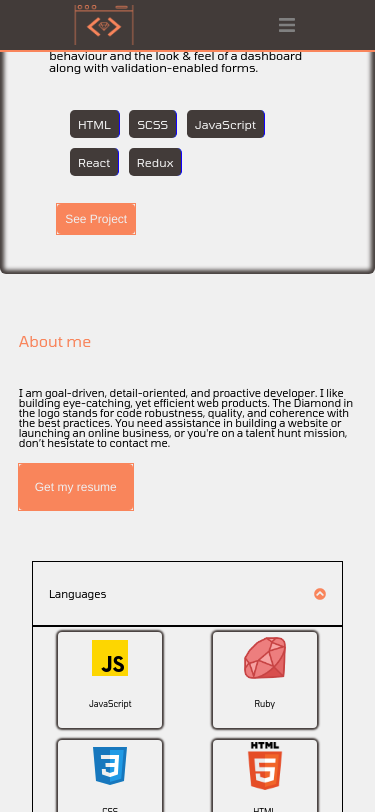 behaviour and the look & feel of a dashboard
along with validation-enabled forms.
HTML
SCSS
JavaScript
React
Redux
See Project
About me
I am goal-driven, detail-oriented, and proactive developer. I like
building eye-catching, yet efficient web products. The Diamond in
the logo stands for code robustness, quality, and coherence with
the best practices. You need assistance in building a website or
launching an online business, or you're on a talent hunt mission,
don't hesistate to contact me.
Get my resume
Languages
JS
JavaScript
Ruby
3
HTML
5
CSS
HTML